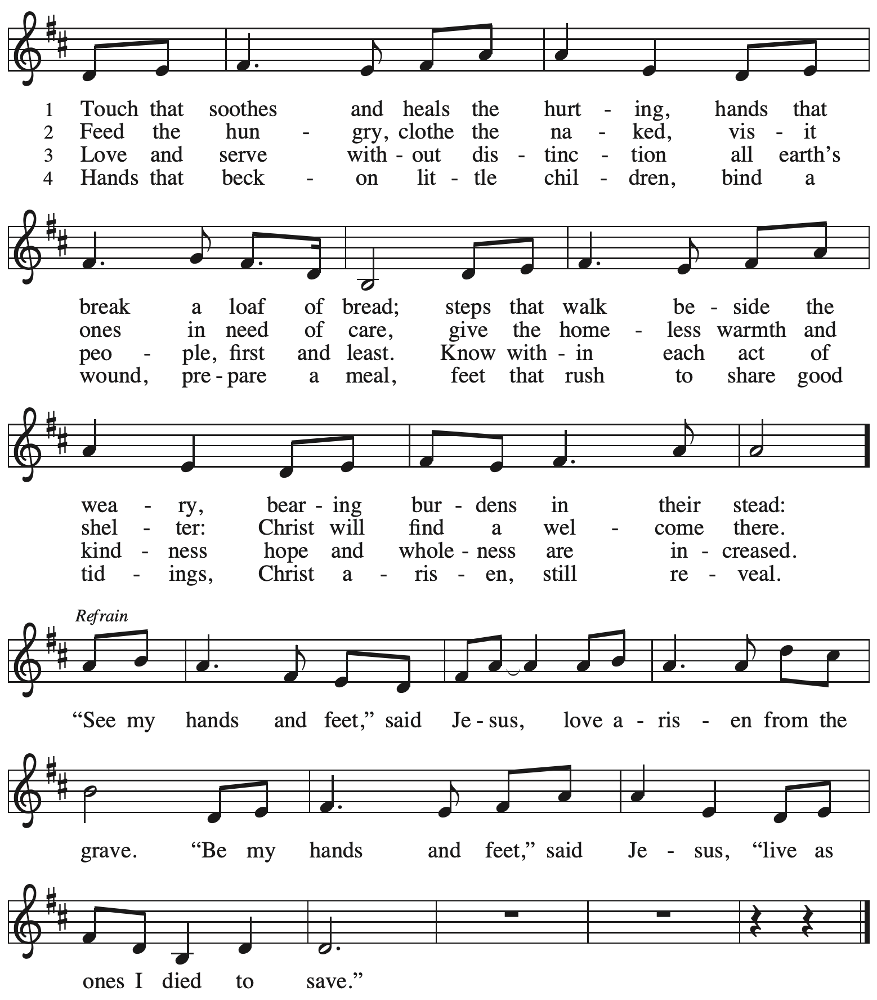 1 Touch that soothes and heals the hurt - ing, hands that
2 Feed the hun - gry, clothe the na - ked, vis - it
3 Love and serve with - out dis - tinc - tion all earth's
4 Hands that beck - on lit - tle chil - dren, bind a
break a loaf of bread; steps that walk be - side the
ones in need of care, give the home - less warmth and
peo - ple, first and least. Know with - in each act of
wound, pre - pare a meal, feet that rush to share good
wea - ry, bear - ing bur - dens in their stead:
shel - ter: Christ will find a wel - come there.
kind - ness hope and whole - ness are in - creased.
tid - ings, Christ a - ris - en, still re - veal.
Refrain
“See my hands and feet,” said Je - sus, love a - ris - en from the
grave. “Be my hands and feet,” said Je - sus, “live as
ones I died to save.”